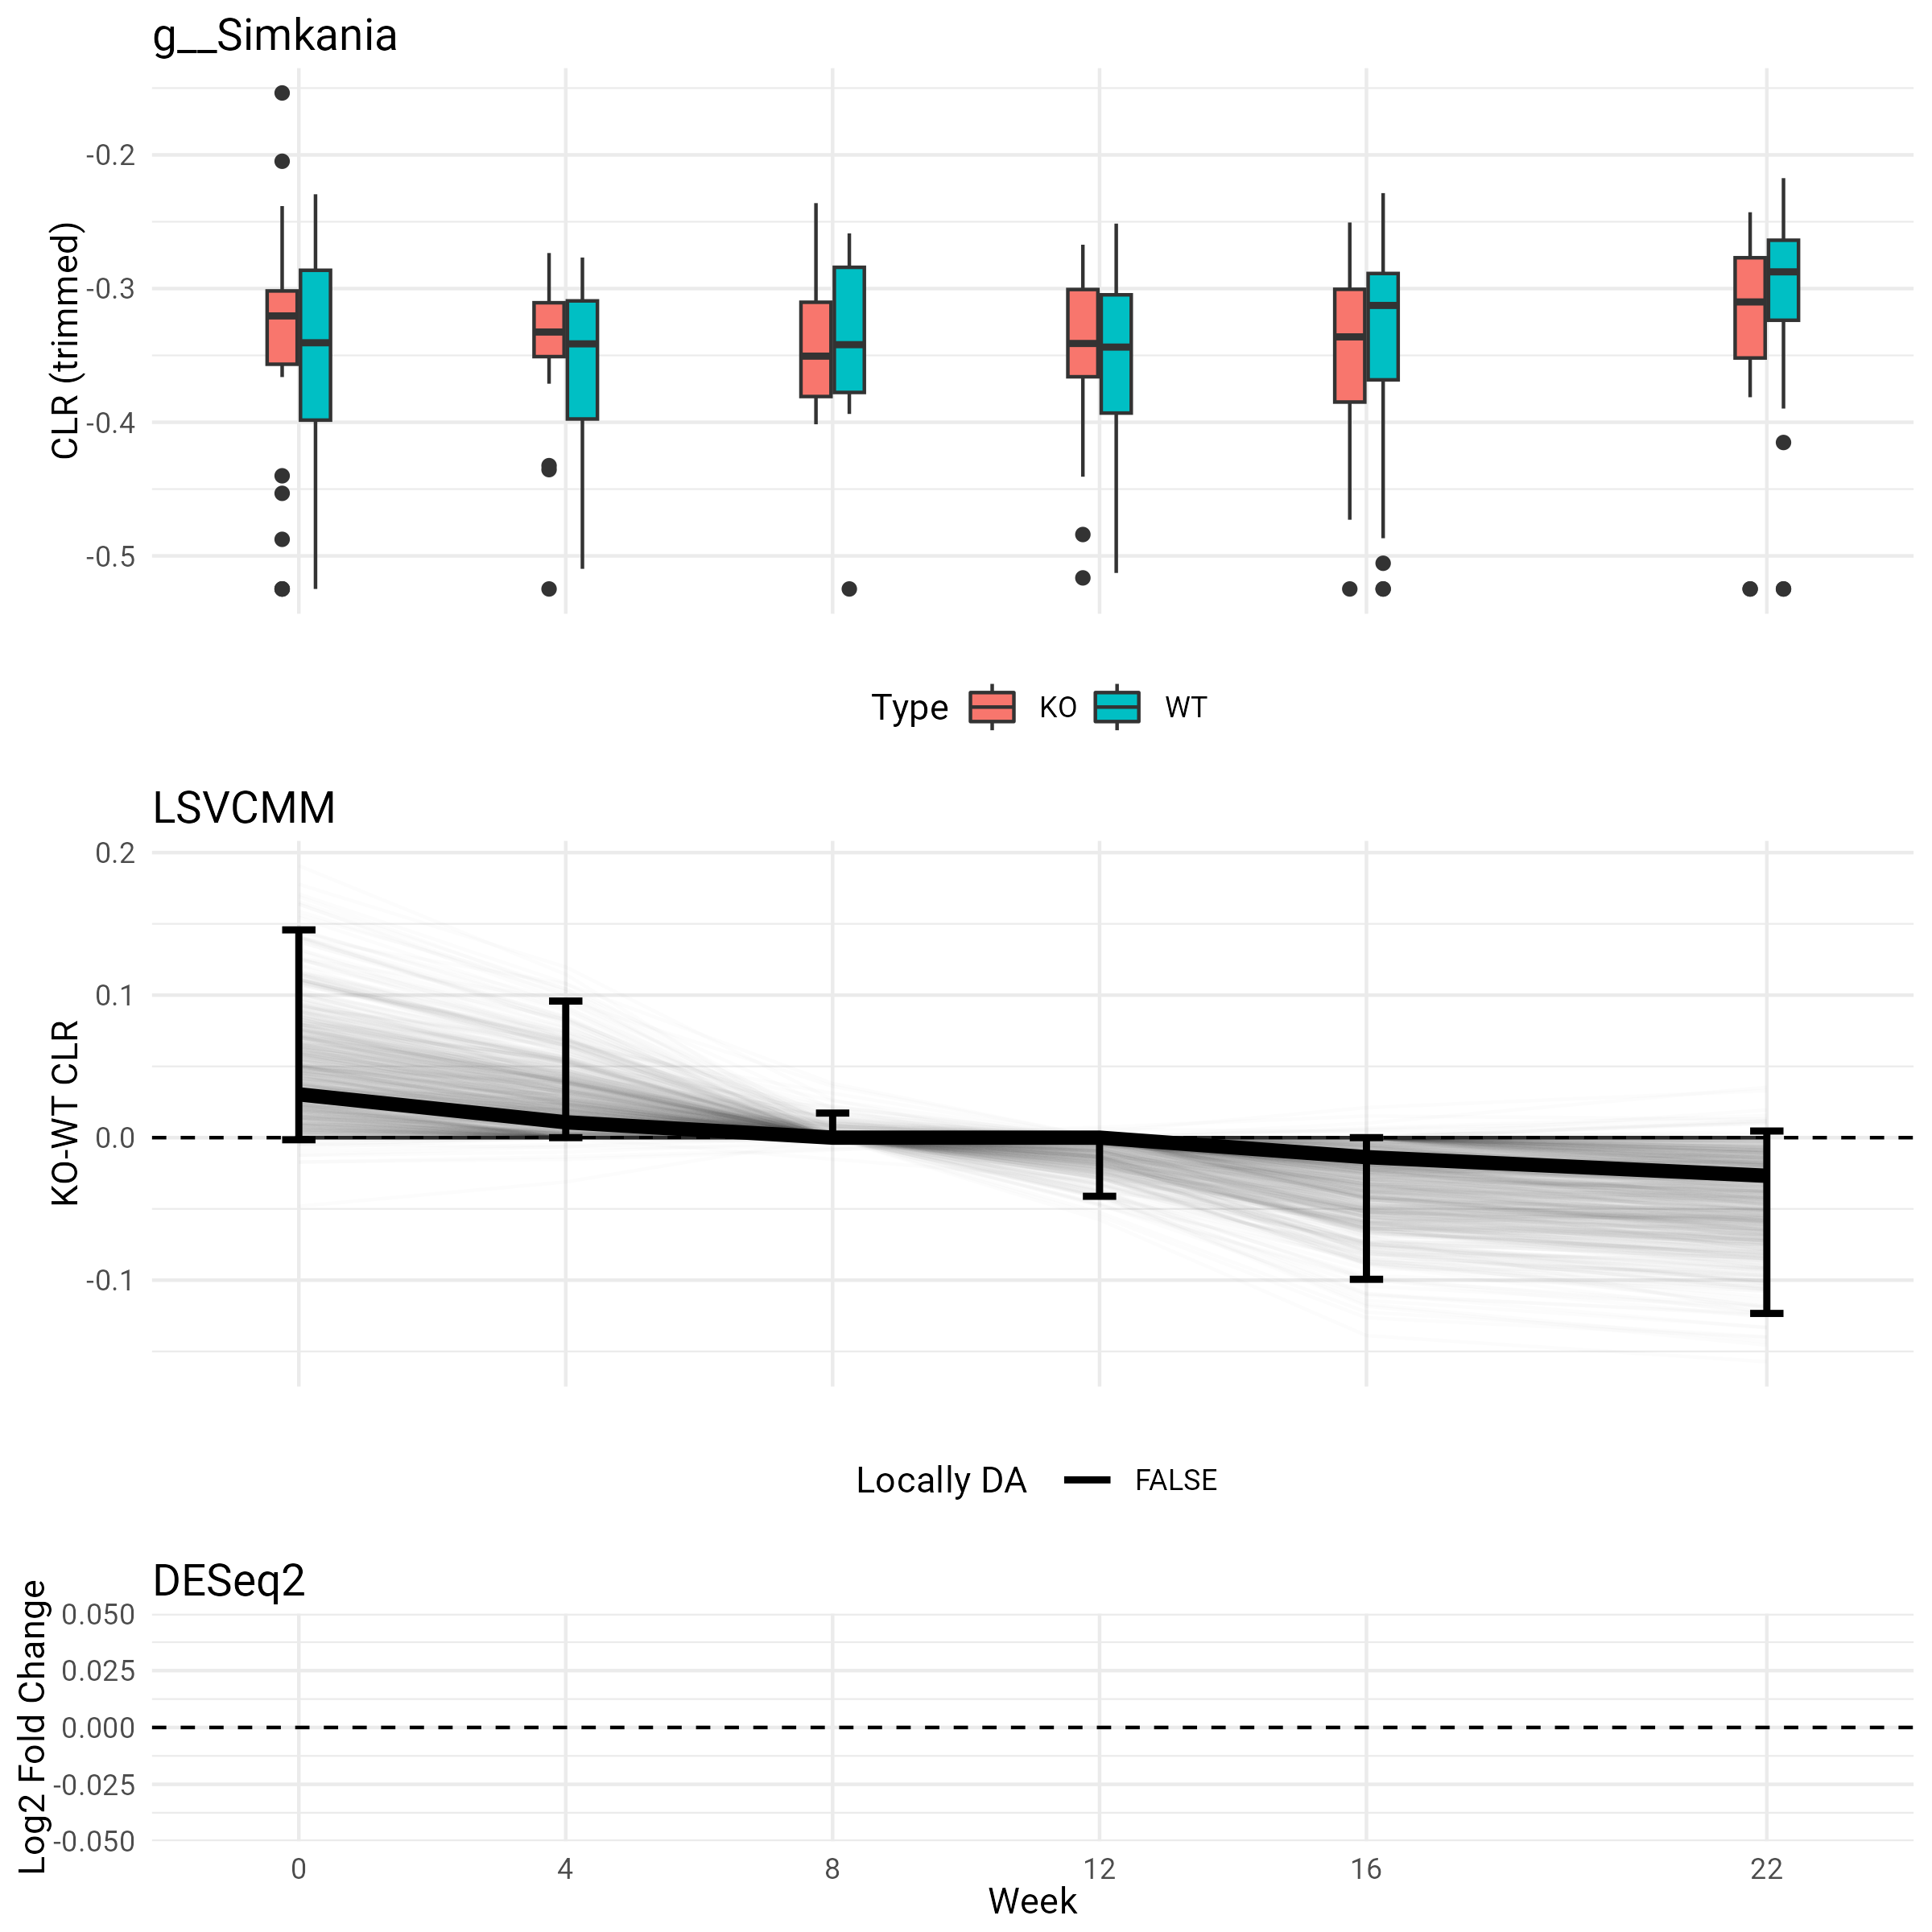 g__Simkania
CLR (trimmed)
-0.2
-0.3
-0.4
-0.5
Type KO WT
LSVCMM
KO-WT CLR
0.2
0.1
0.0
-0.1
Locally DA FALSE
DESeq2
Log2 Fold Change
0.050
0.025
0.000
-0.025
-0.050
0 4 8 12 16 22
Week